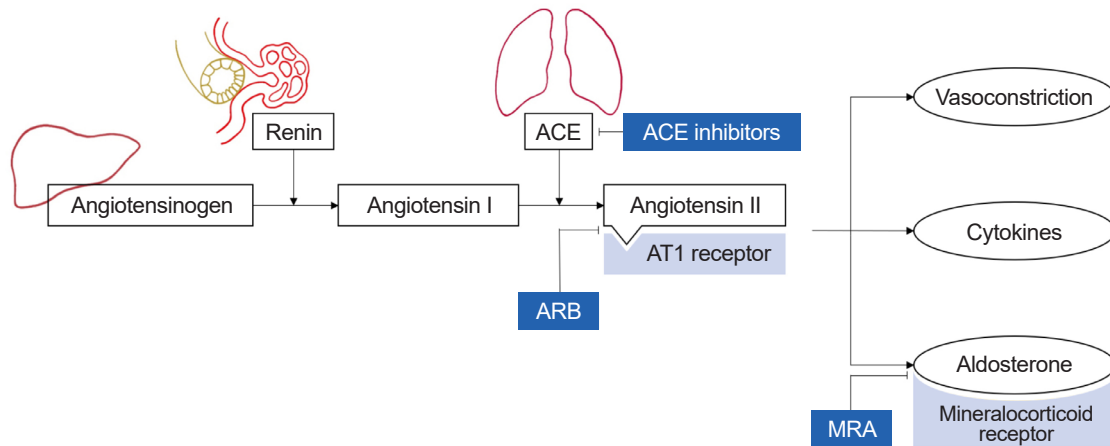 Vasoconstriction
Renin
ACE
ACE inhibitors
Angiotensinogen
Angiotensin I
Angiotensin II
Cytokines
AT1 receptor
ARB
Aldosterone
MRA
Mineralocorticoid
receptor